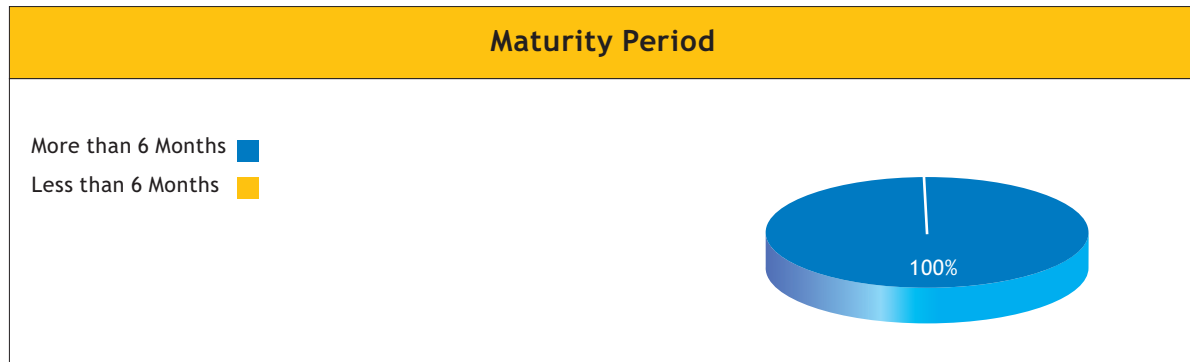 Maturity Period
More than 6 Months
Less than 6 Months
100%